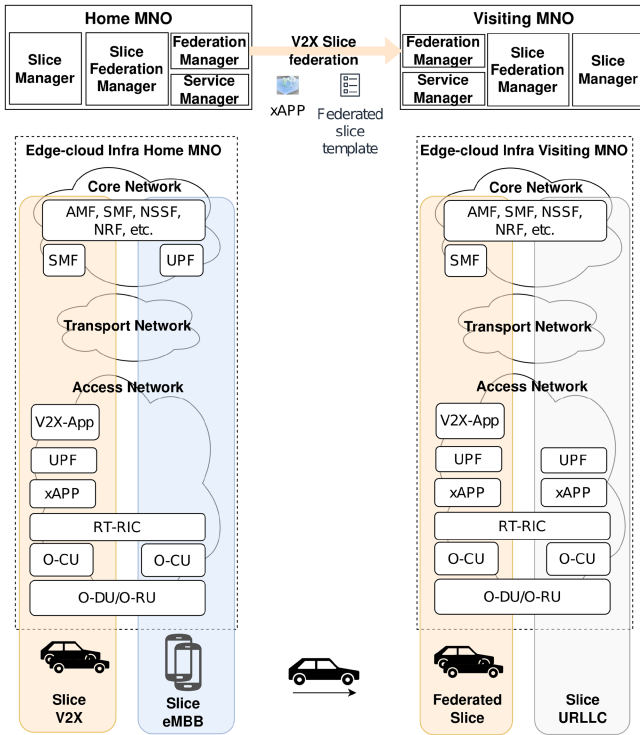 Home MNO
Slice
Manager
Slice
Federation
Manager
Federation
Manager
Service
Manager
V2X Slice
federation
xAPP
Federated
slice
template
Visiting MNO
Federation
Manager
Service
Manager
Slice
Federation
Manager
Slice
Manager
Edge-cloud Infra Home MNO
Core Network
AMF, SMF, NSSF,
NRF, etc.
SMF
UPF
Transport Network
Access Network
V2X-App
UPF
xAPP
RT-RIC
O-CU
O-CU
O-DU/O-RU
Slice
V2X
Slice
eMBB
Edge-cloud Infra Visiting MNO
Core Network
AMF, SMF, NSSF,
NRF, etc.
SMF
Transport Network
Access Network
V2X-App
UPF
UPF
xAPP
xAPP
RT-RIC
O-CU
O-CU
O-DU/O-RU
Federated
Slice
Slice
URLLC